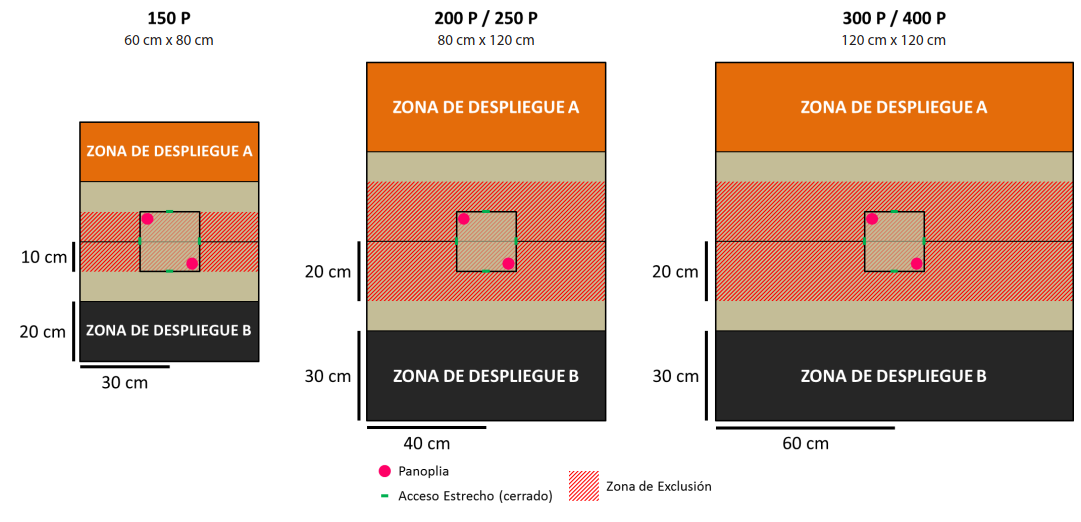 150 P
60 cm x 80 cm
ZONA DE DESPLIEGUE A
10 cm
20 cm
ZONA DE DESPLIEGUE B
30 cm
200 P / 250 P
80 cm x 120 cm
ZONA DE DESPLIEGUE A
20 cm
30 cm
ZONA DE DESPLIEGUE B
40 cm
300 P / 400 P
120 cm x 120 cm
ZONA DE DESPLIEGUE A
20 cm
30 cm
ZONA DE DESPLIEGUE B
60 cm
Panoplia
Acceso Estrecho (cerrado)
Zona de Exclusión